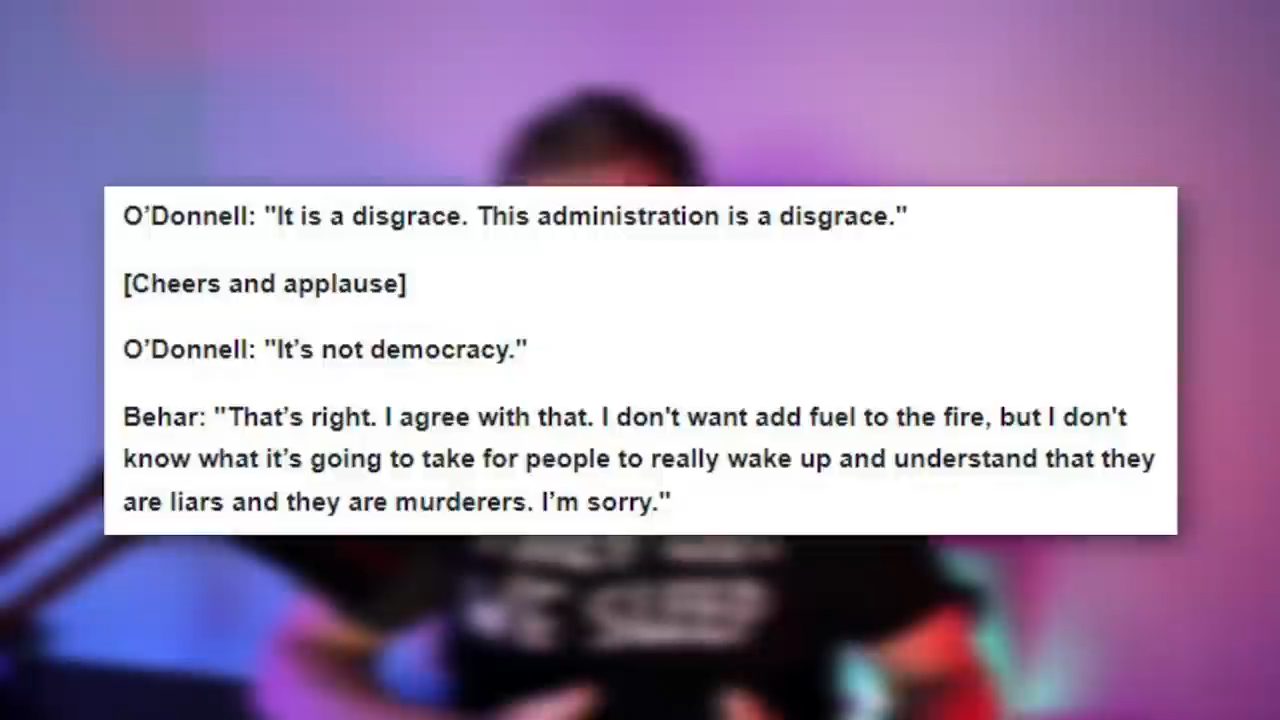 O’Donnell: "It is a disgrace. This administration is a disgrace."
[Cheers and applause]
O’Donnell: "It’s not democracy."
Behar: "That’s right. I agree with that. I don't want add fuel to the fire, but I don't
know what it’s going to take for people to really wake up and understand that they
are liars and they are murderers. I’m sorry."